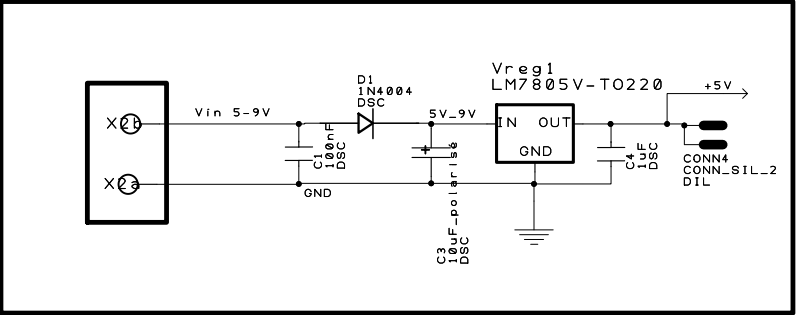 Vreg1
LM7805V-TO220
D1
1N4004
DSC
+5V
Vin 5-9V
5V_9V
X2b
IN
OUT
GND
C1
100nF
DSC
C3
10uF_polarise
DSC
C4
1uF
DSC
CONN4
CONN_SIL_2
DIL
X2a
GND